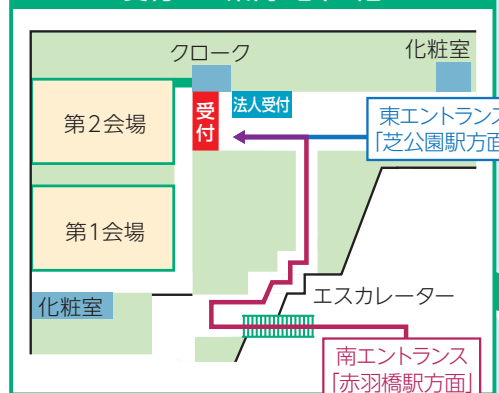 クローク
化粧室
受付
法人受付
第2会場
東エントランス
「芝公園駅方面
第1会場
化粧室
エスカレーター
南エントランス
「赤羽橋駅方面」